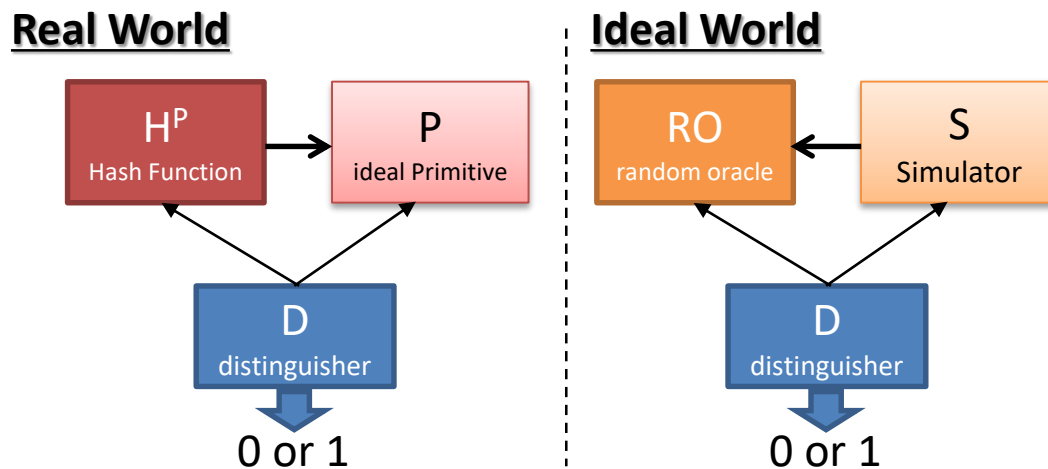 Real World
Ideal World
H^P
Hash Function
P
ideal Primitive
RO
random oracle
S
Simulator
D
distinguisher
D
distinguisher
0 or 1
0 or 1